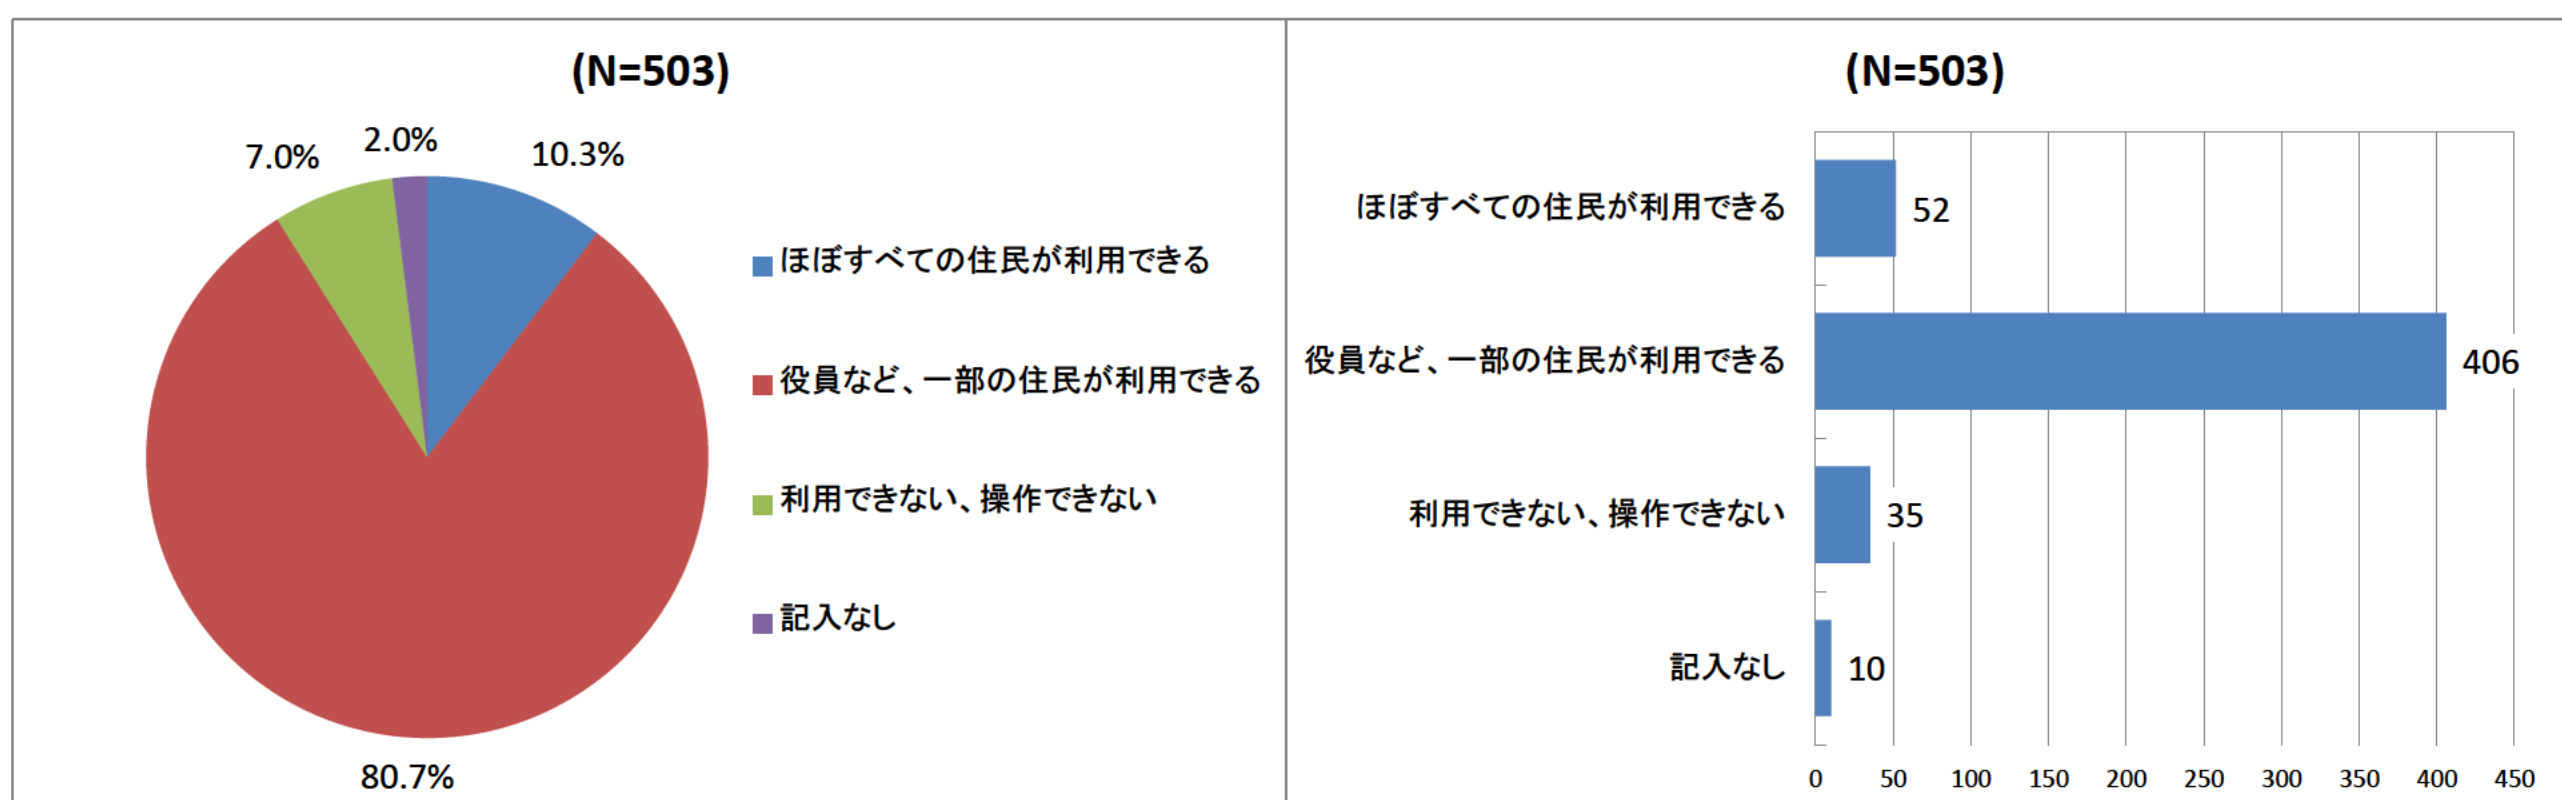 (N=503)
7.0%
2.0%
10.3%
80.7%
ほぼすべての住民が利用できる
役員など、一部の住民が利用できる
利用できない、操作できない
記入なし
(N=503)
ほぼすべての住民が利用できる 52
役員など、一部の住民が利用できる 406
利用できない、操作できない 35
記入なし 10
0 50 100 150 200 250 300 350 400 450